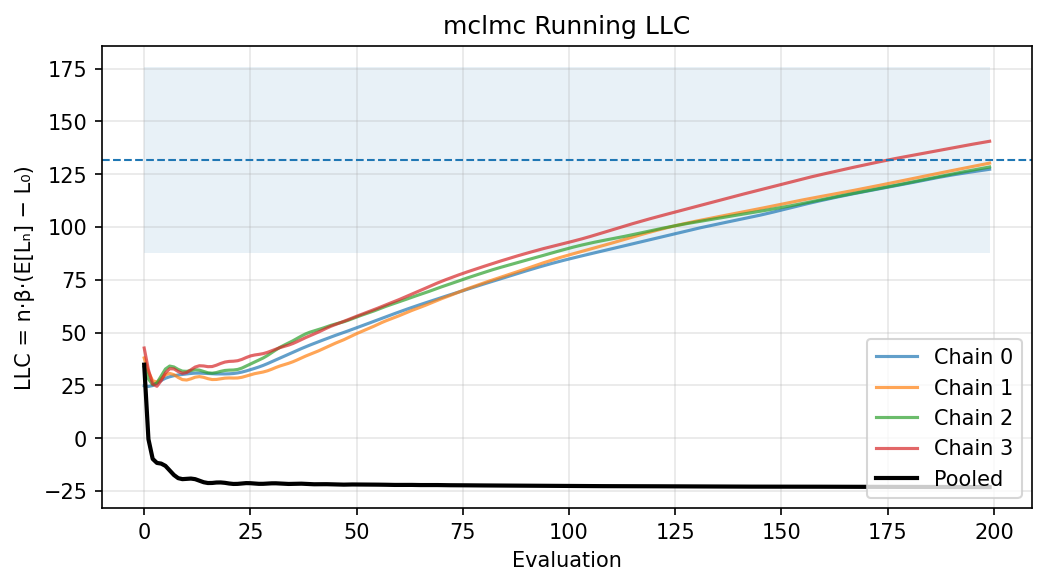 mclmc Running LLC
LLC = n·β·(E[Lₙ] − L₀)
175
150
125
100
75
50
25
0
−25
0 25 50 75 100 125 150 175 200
Evaluation
Chain 0
Chain 1
Chain 2
Chain 3
Pooled